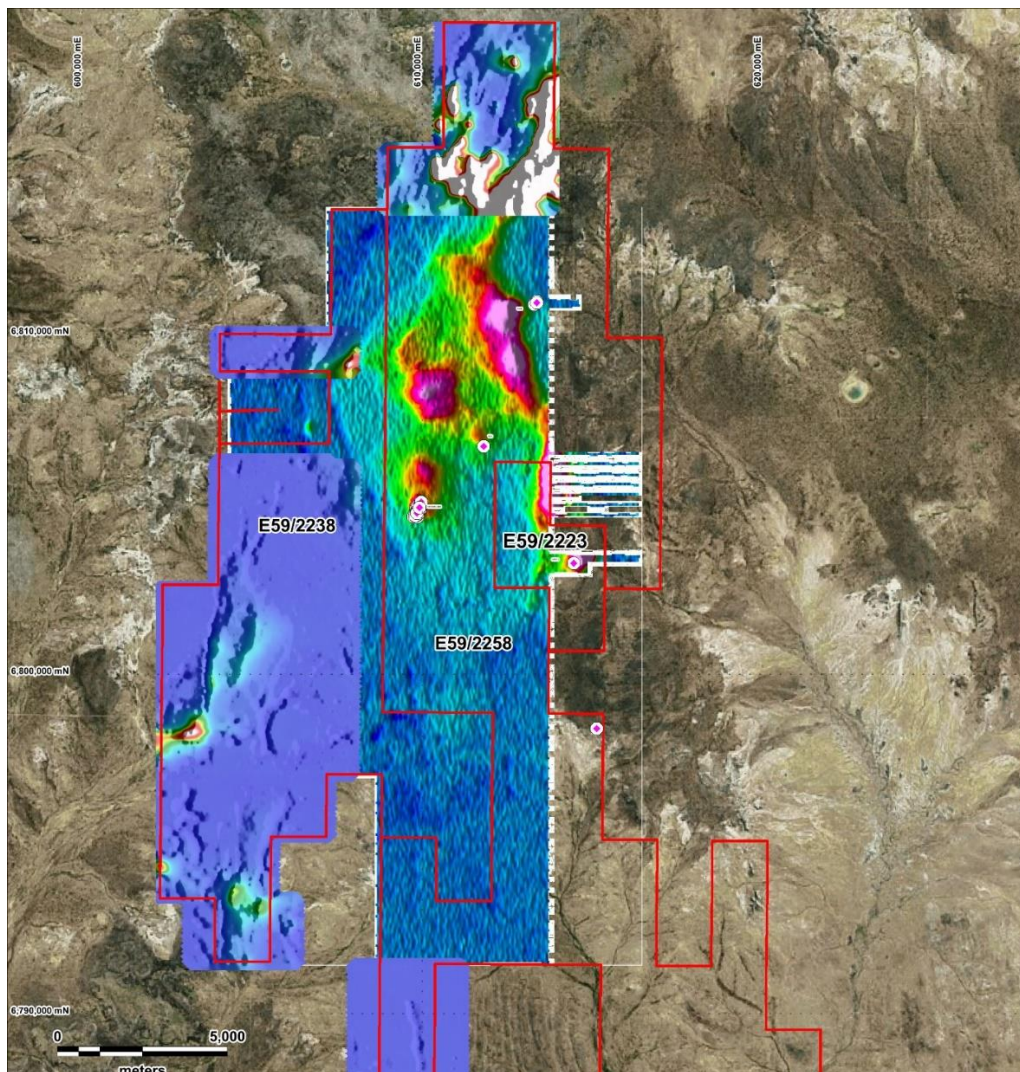 600,000 mE
610,000 mE
620,000 mE
6,810,000 mN
E59/2238
E59/2223
E59/2258
6,800,000 mN
6,790,000 mN
0
5,000
meters